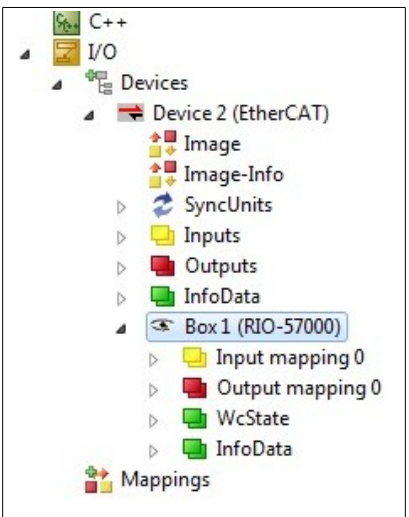 C++
I/O
Devices
Device 2 (EtherCAT)
Image
Image-Info
SyncUnits
Inputs
Outputs
InfoData
Box 1 (RIO-57000)
Input mapping 0
Output mapping 0
WcState
InfoData
Mappings